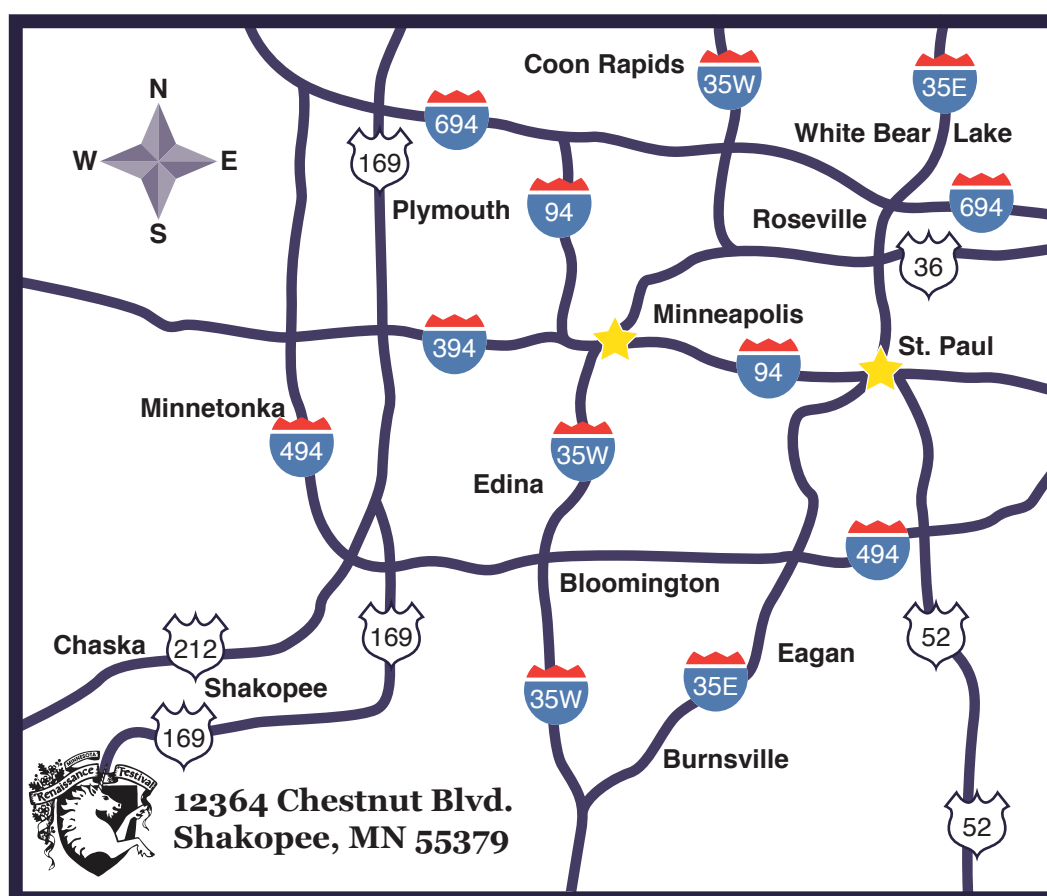 Coon Rapids
35W
35E
N
694
White Bear Lake
W
E
169
Plymouth
94
694
Roseville
S
36
Minneapolis
394
St. Paul
94
Minnetonka
494
35W
Edina
494
Bloomington
Chaska
212
169
52
Eagan
Shakopee
35W
35E
169
Burnsville
MINNESOTA
Renaissance Festival
12364 Chestnut Blvd.
Shakopee, MN 55379
52